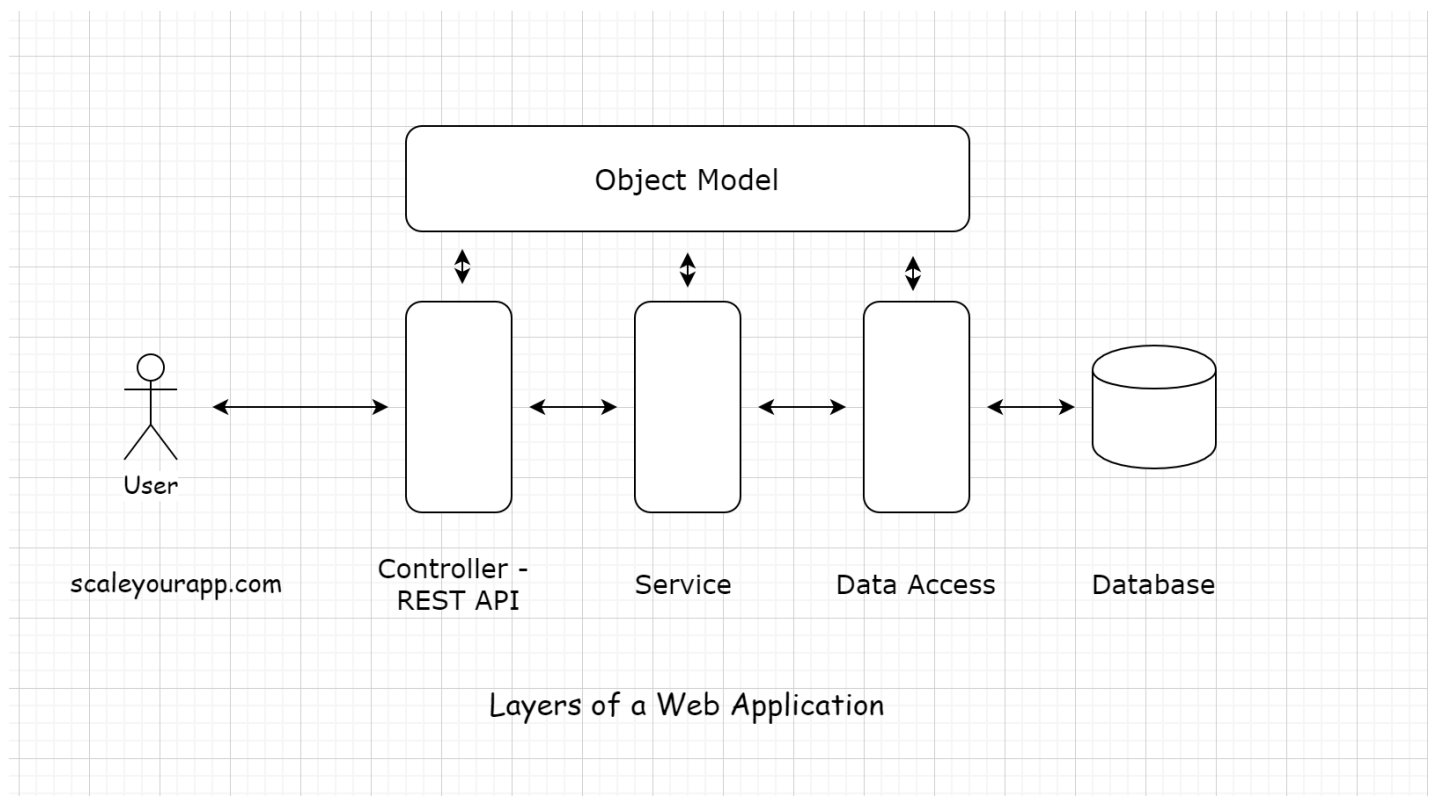 Object Model
User
scaleyourapp.com
Controller -
REST API
Service
Data Access
Database
Layers of a Web Application